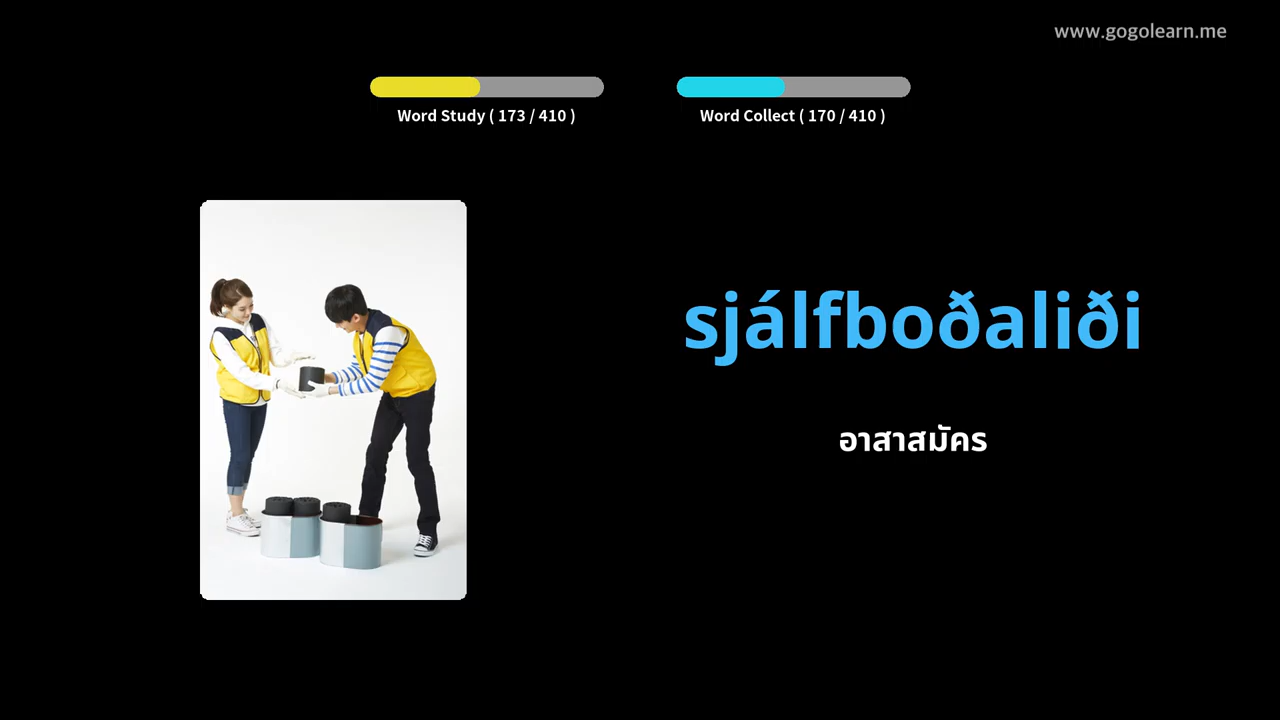 www.gogolearn.me
Word Study ( 173 / 410 )
Word Collect ( 170 / 410 )
sjálfboðaliði
อาสาสมัคร